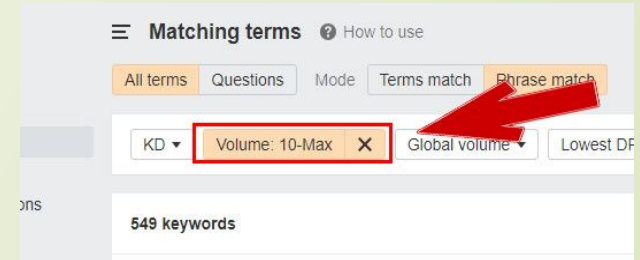 Matching terms ? How to use
All terms Questions Mode Terms match Phrase match
KD Volume: 10-Max X Global volume Lowest DR
ons
549 keywords